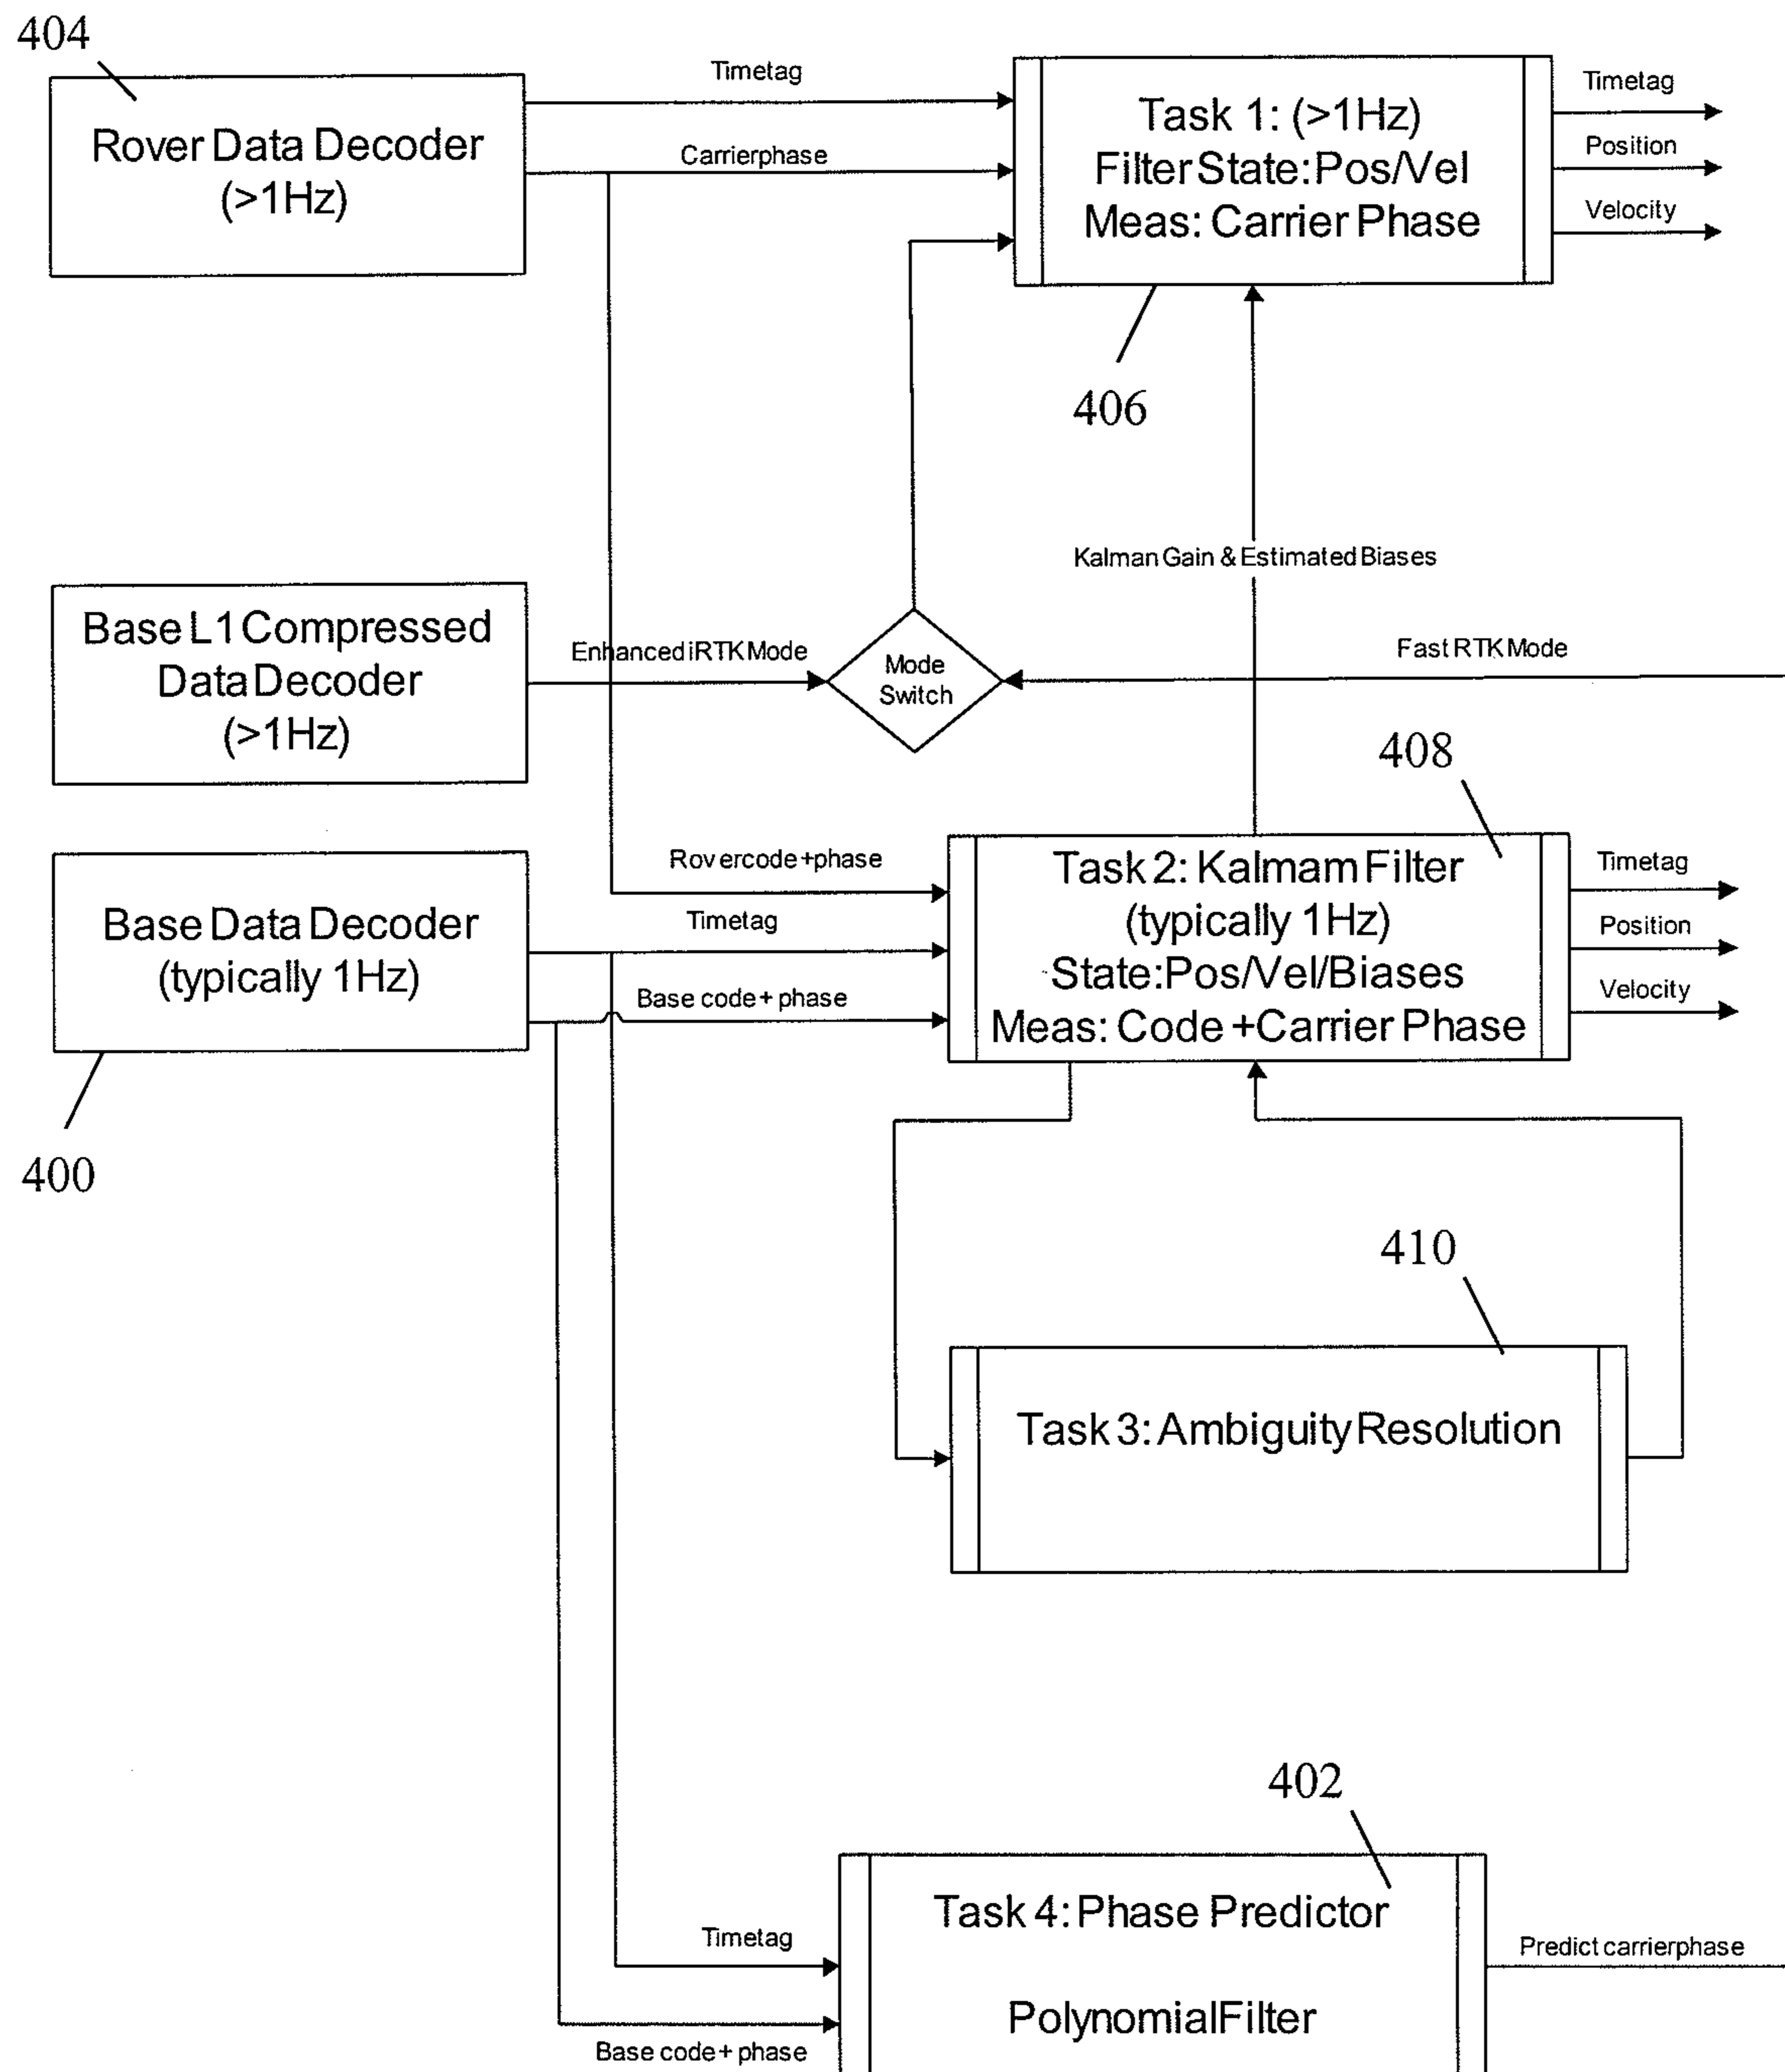 404
Rover Data Decoder
(>1Hz)
Timetag
Carrierphase
Task 1: (>1Hz)
Filter State: Pos/Vel
Meas: Carrier Phase
Timetag
Position
Velocity
406
Kalman Gain & Estimated Biases
Base L1 Compressed
Data Decoder
(>1Hz)
Enhanced iRTK Mode
Mode
Switch
Fast RTK Mode
408
Base Data Decoder
(typically 1Hz)
400
Rover code+phase
Timetag
Base code+ phase
Task 2: Kalmam Filter
(typically 1Hz)
State:Pos/Vel/Biases
Meas: Code +Carrier Phase
Timetag
Position
Velocity
410
Task 3: Ambiguity Resolution
402
Timetag
Base code+ phase
Task 4: Phase Predictor
Polynomial Filter
Predict carrierphase